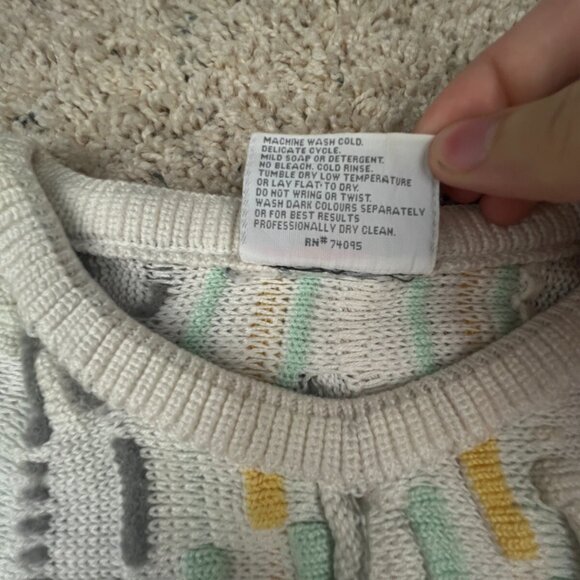 MACHINE WASH COLD.
DELICATE CYCLE.
MILD SOAP OR DETERGENT.
NO BLEACH. COLD RINSE.
TUMBLE DRY LOW TEMPERATURE
OR LAY FLAT TO DRY.
DO NOT WRING OR TWIST.
WASH DARK COLOURS SEPARATELY
OR FOR BEST RESULTS
PROFESSIONALLY DRY CLEAN.
RN# 74095